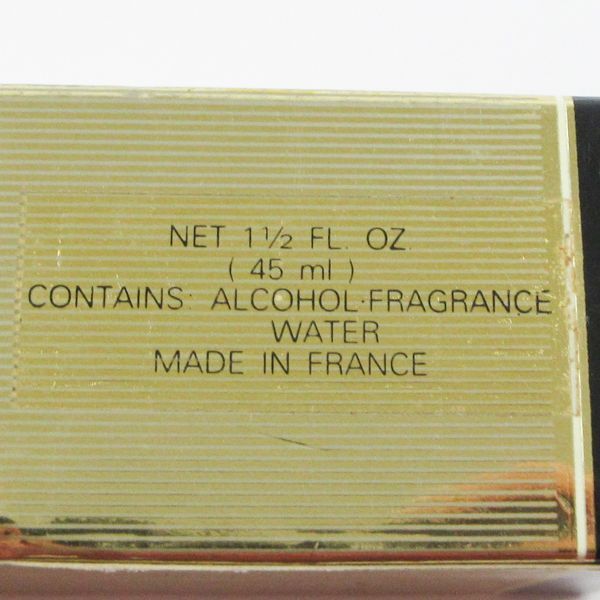 NET 1½ FL. OZ.
( 45 ml )
CONTAINS: ALCOHOL·FRAGRANCE
WATER
MADE IN FRANCE